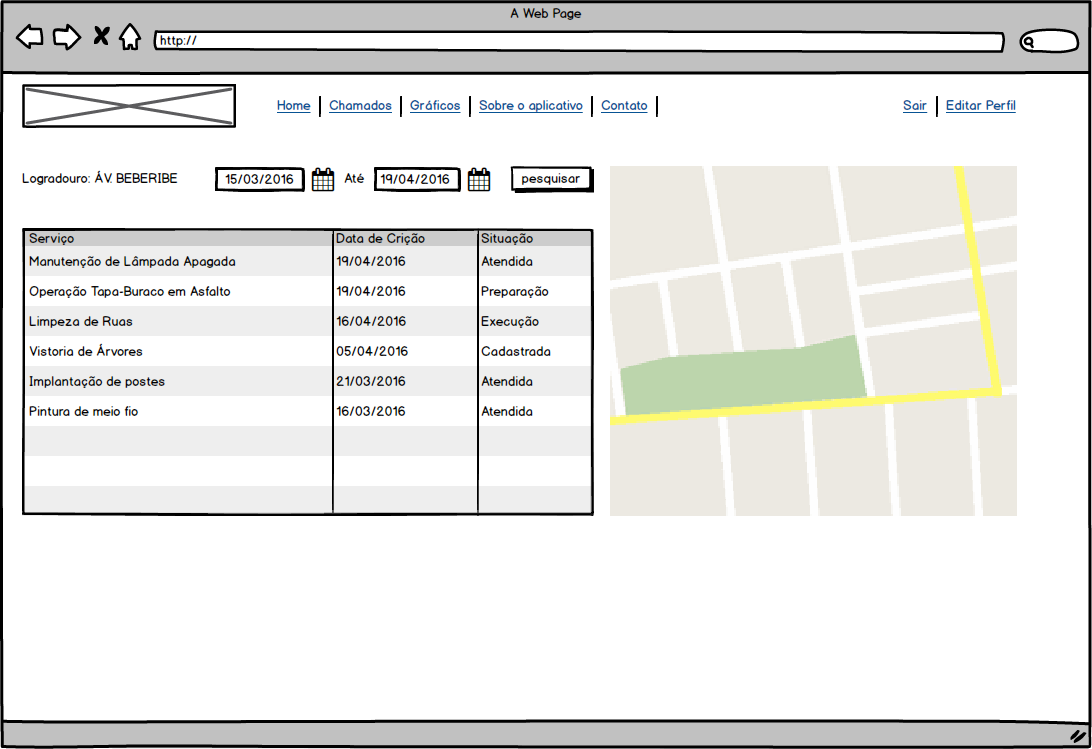 A Web Page
http://
Home Chamados Gráficos Sobre o aplicativo Contato Sair Editar Perfil
Logradouro: ÁV. BEBERIBE 15/03/2016 Até 19/04/2016 pesquisar
Serviço Data de Crição Situação
Manutenção de Lâmpada Apagada 19/04/2016 Atendida
Operação Tapa-Buraco em Asfalto 19/04/2016 Preparação
Limpeza de Ruas 16/04/2016 Execução
Vistoria de Árvores 05/04/2016 Cadastrada
Implantação de postes 21/03/2016 Atendida
Pintura de meio fio 16/03/2016 Atendida